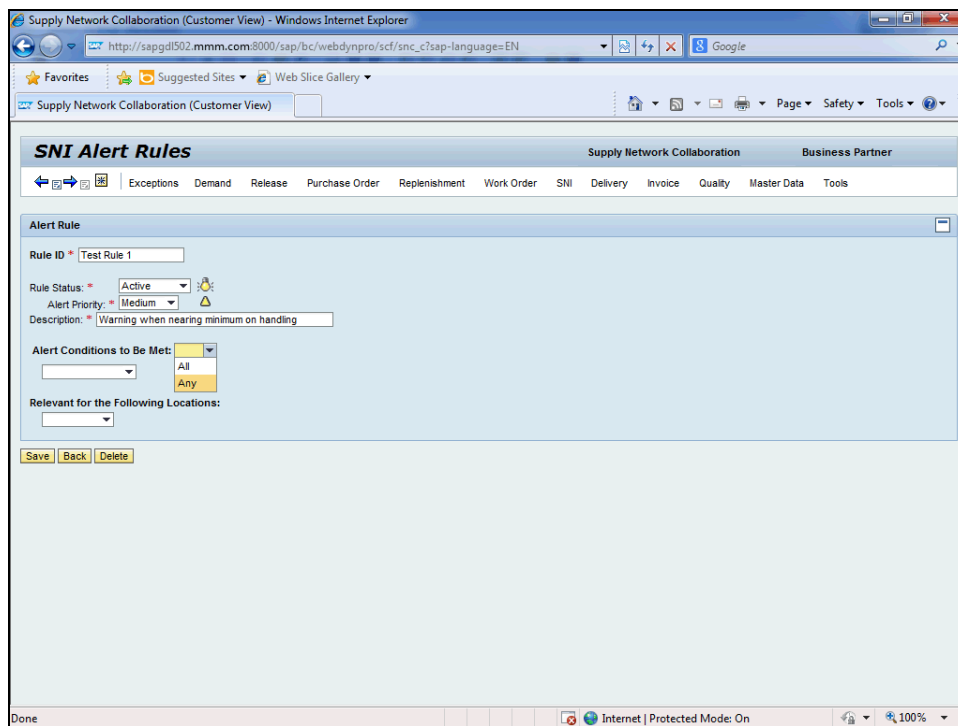 Supply Network Collaboration (Customer View) - Windows Internet Explorer
http://sapgdl502.mmm.com:8000/sap/bc/webdynpro/scf/snc_c?sap-language=EN
Google
Favorites Suggested Sites Web Slice Gallery
Supply Network Collaboration (Customer View)
Page Safety Tools
SNI Alert Rules
Supply Network Collaboration Business Partner
Exceptions Demand Release Purchase Order Replenishment Work Order SNI Delivery Invoice Quality Master Data Tools
Alert Rule
Rule ID * Test Rule 1
Rule Status: * Active
Alert Priority: * Medium
Description: * Warning when nearing minimum on handling
Alert Conditions to Be Met:
All
Any
Relevant for the Following Locations:
Save Back Delete
Done Internet | Protected Mode: On 100%